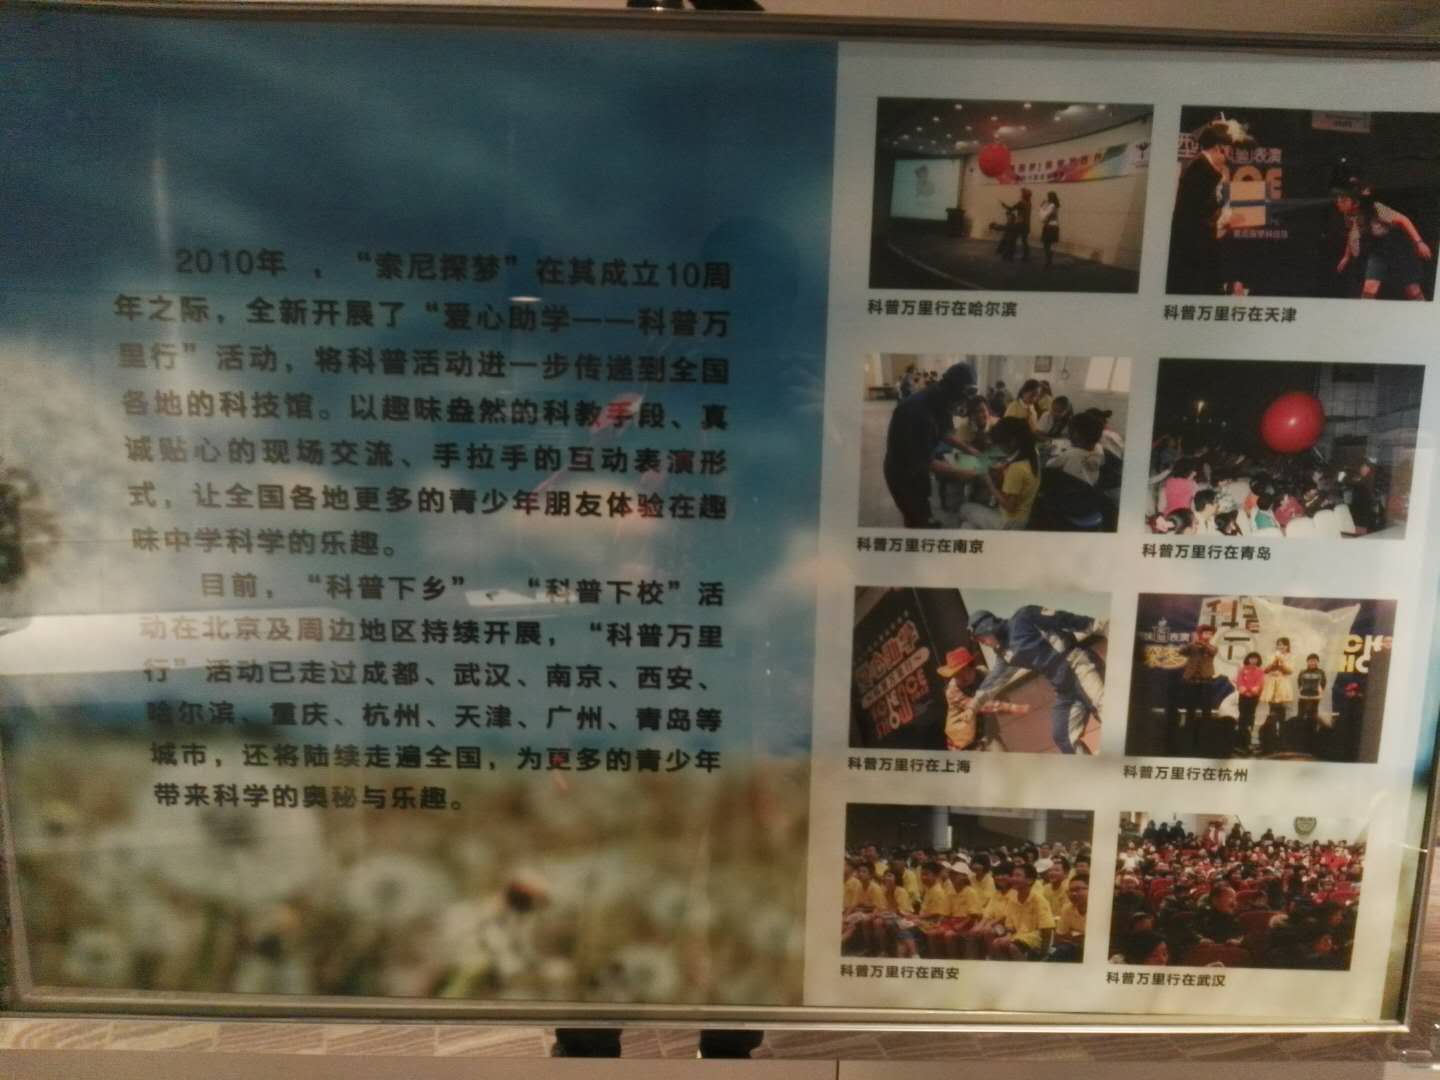 2010年，“索尼探梦”在其成立10周
年之际，全新开展了“爱心助学——科普万
里行”活动，将科普活动进一步传递到全国
各地的科技馆。以趣味盎然的科教手段、真
诚贴心的现场交流、手拉手的互动表演形
式，让全国各地更多的青少年朋友体验在趣
味中学科学的乐趣。
目前，“科普下乡”、“科普下校”活
动在北京及周边地区持续开展，“科普万里
行”活动已走过成都、武汉、南京、西安、
哈尔滨、重庆、杭州、天津、广州、青岛等
城市，还将陆续走遍全国，为更多的青少年
带来科学的奥秘与乐趣。
科普万里行在哈尔滨
表演
科普万里行在天津
科普万里行在南京
科普万里行在青岛
科普万里行在上海
表演
科普万里行在杭州
科普万里行在西安
科普万里行在武汉